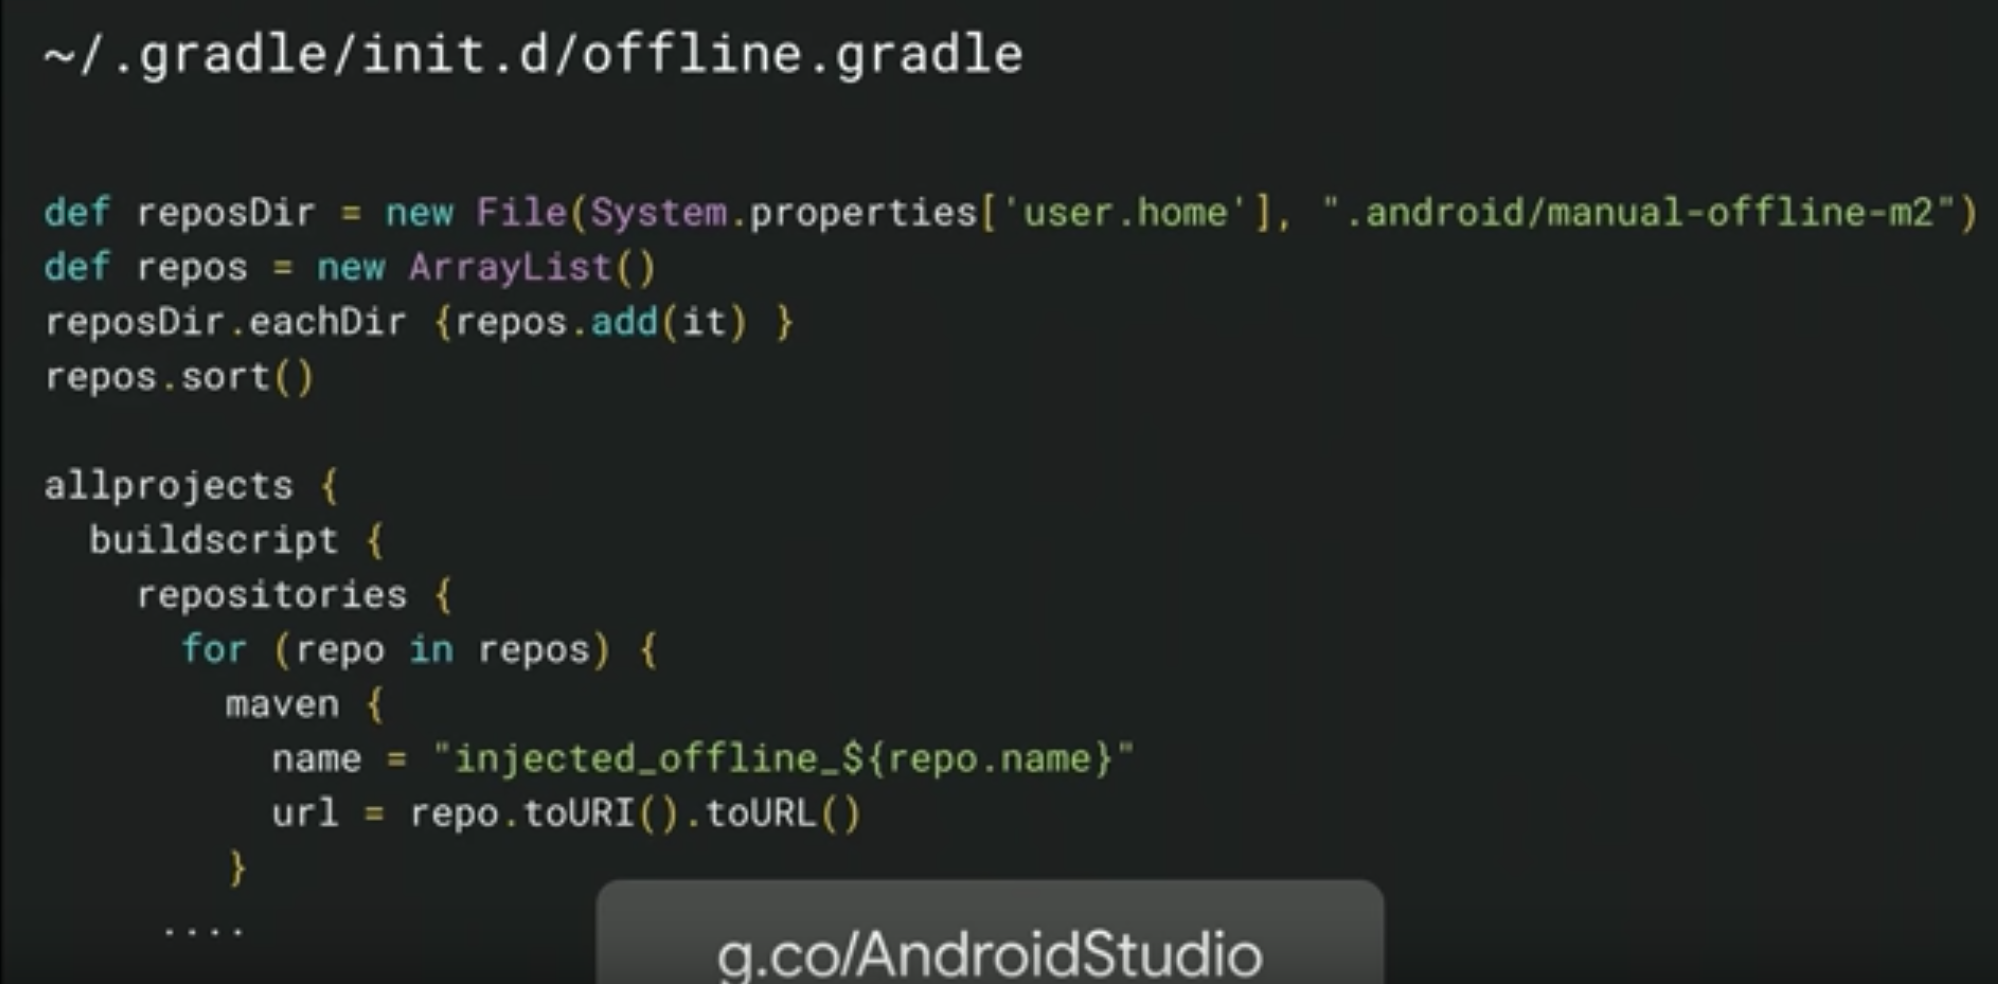 ~/.gradle/init.d/offline.gradle
def reposDir = new File(System.properties['user.home'], ".android/manual-offline-m2")
def repos = new ArrayList()
reposDir.eachDir {repos.add(it) }
repos.sort()
allprojects {
buildscript {
repositories {
for (repo in repos) {
maven {
name = "injected_offline_${repo.name}"
url = repo.toURI().toURL()
}
....
g.co/AndroidStudio